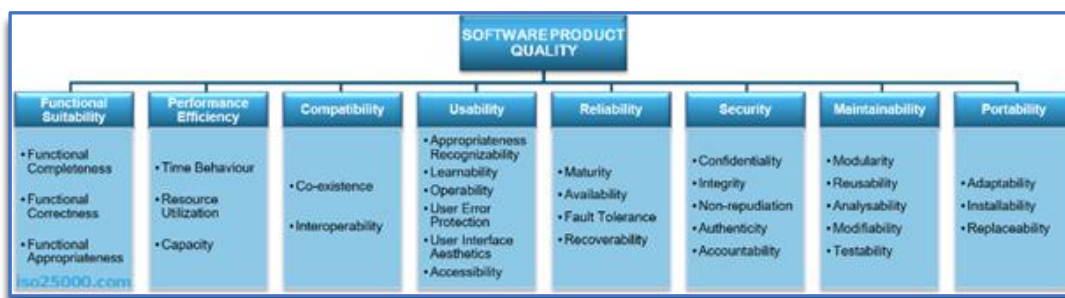 SOFTWARE PRODUCT
QUALITY
Functional
Suitability
• Functional
Completeness
• Functional
Correctness
• Functional
Appropriateness
Performance
Efficiency
• Time Behaviour
• Resource
Utilization
• Capacity
Compatibility
• Co-existence
• Interoperability
Usability
• Appropriateness
Recognizability
• Learnability
• Operability
• User Error
Protection
• User Interface
Aesthetics
• Accessibility
Reliability
• Maturity
• Availability
• Fault Tolerance
• Recoverability
Security
• Confidentiality
• Integrity
• Non-repudiation
• Authenticity
• Accountability
Maintainability
• Modularity
• Reusability
• Analysability
• Modifiability
• Testability
Portability
• Adaptability
• Installability
• Replaceability
iso25000.com